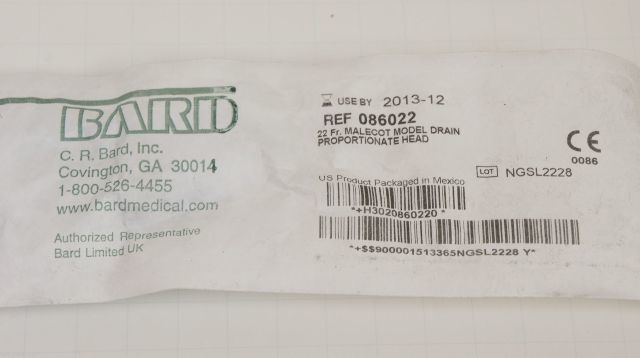 BARD
C. R. Bard, Inc.
Covington, GA 30014
1-800-526-4455
www.bardmedical.com
Authorized Representative
Bard Limited UK
USE BY 2013-12
REF 086022
22 Fr. MALECOT MODEL DRAIN
PROPORTIONATE HEAD
CE
0086
LOT NGSL2228
US Product Packaged in Mexico
*+H3020860220*
*+$$900001513365NGSL2228 Y*